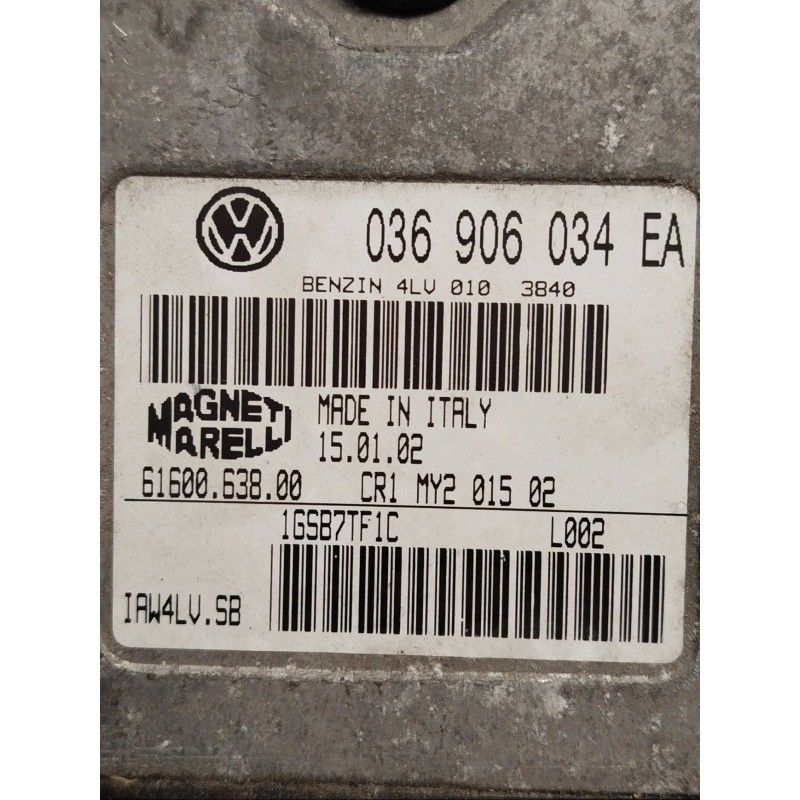 036 906 034 EA
BENZIN 4LV 010 3840
MAGNETI MARELLI
MADE IN ITALY
15.01.02
61600.638.00 CR1 MY2 015 02
1GSB7TF1C L002
IAW4LV.SB